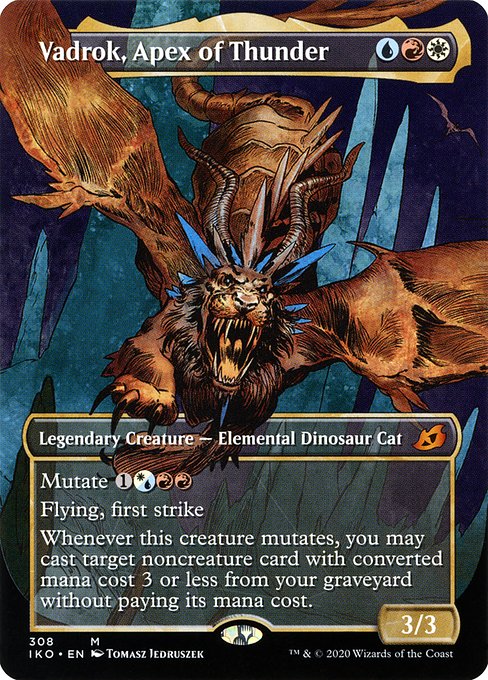 Vadrok, Apex of Thunder
Legendary Creature — Elemental Dinosaur Cat
Mutate 1
Flying, first strike
Whenever this creature mutates, you may
cast target noncreature card with converted
mana cost 3 or less from your graveyard
without paying its mana cost.
3/3
308 M
IKO • EN Tomasz Jedruszek
™ & © 2020 Wizards of the Coast